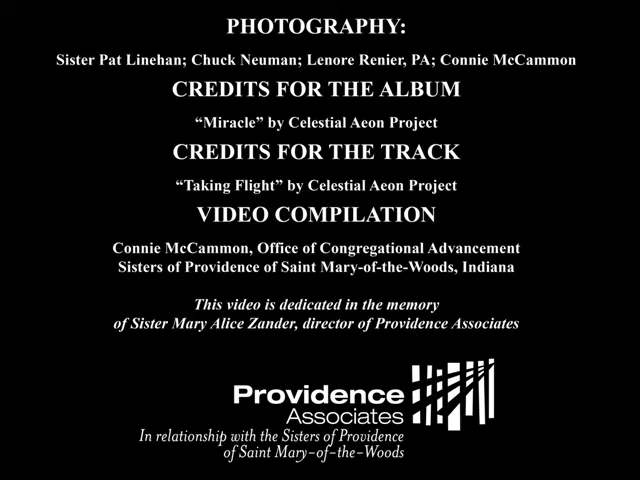 PHOTOGRAPHY:
Sister Pat Linehan; Chuck Neuman; Lenore Renier, PA; Connie McCammon
CREDITS FOR THE ALBUM
“Miracle” by Celestial Aeon Project
CREDITS FOR THE TRACK
“Taking Flight” by Celestial Aeon Project
VIDEO COMPILATION
Connie McCammon, Office of Congregational Advancement
Sisters of Providence of Saint Mary-of-the-Woods, Indiana
This video is dedicated in the memory
of Sister Mary Alice Zander, director of Providence Associates
Providence
Associates
In relationship with the Sisters of Providence
of Saint Mary-of-the-Woods